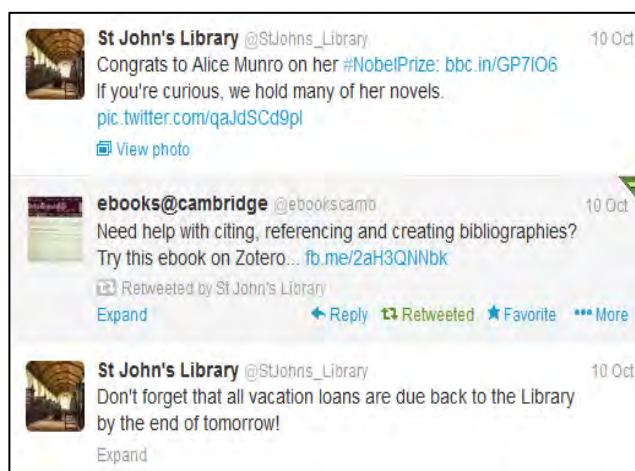 St John's Library @StJohns_Library 10 Oct
Congrats to Alice Munro on her #NobelPrize: bbc.in/GP7IO6
If you're curious, we hold many of her novels.
pic.twitter.com/qaJdSCd9pl
View photo
ebooks@cambridge @ebookscamb 10 Oct
Need help with citing, referencing and creating bibliographies?
Try this ebook on Zotero... fb.me/2aH3QNNbk
Retweeted by St John's Library
Expand Reply Retweeted Favorite More
St John's Library @StJohns_Library 10 Oct
Don't forget that all vacation loans are due back to the Library
by the end of tomorrow!
Expand